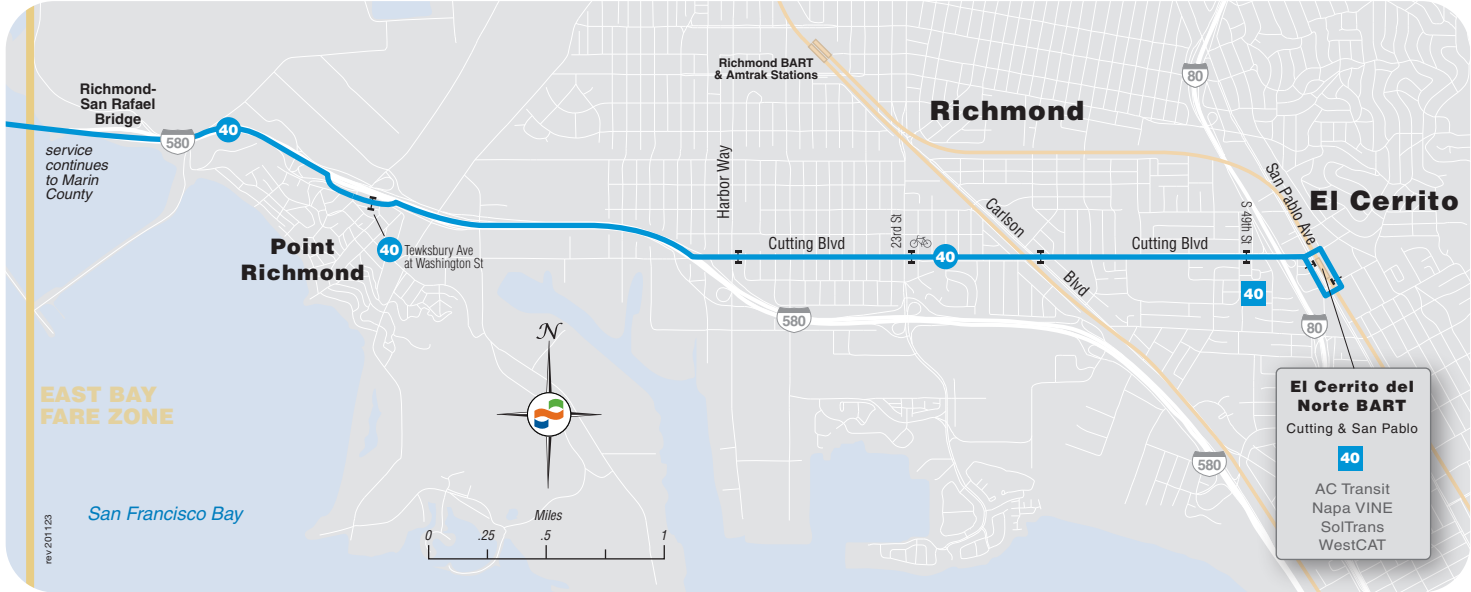 Richmond-
San Rafael
Bridge
service
continues
to Marin
County
580
40
Point
Richmond
40
Tewksbury Ave
at Washington St
EAST BAY
FARE ZONE
San Francisco Bay
rev 201123
N
Miles
0 .25 .5 1
Richmond BART
& Amtrak Stations
Richmond
Harbor Way
Cutting Blvd
23rd St
40
Carlson
Blvd
Cutting Blvd
S 49th St
40
San Pablo Ave
El Cerrito
80
80
580
580
El Cerrito del
Norte BART
Cutting & San Pablo
40
AC Transit
Napa VINE
SolTrans
WestCAT